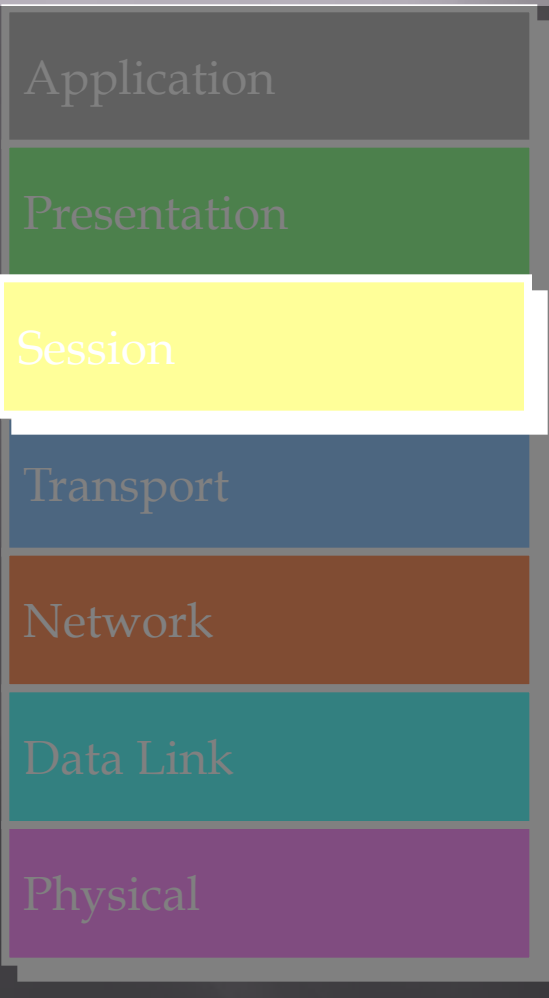 Application
Presentation
Session
Transport
Network
Data Link
Physical